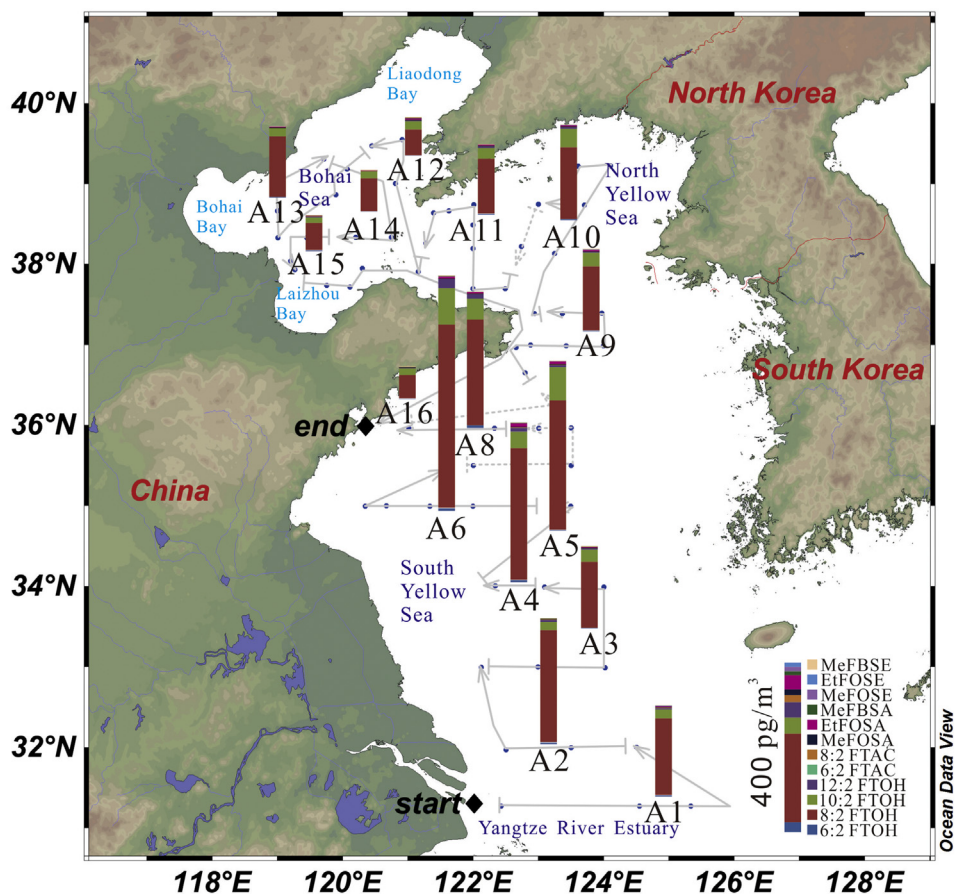 40°N
38°N
36°N
34°N
32°N
118°E
120°E
122°E
124°E
126°E
128°E
Liaodong
Bay
North Korea
A12
A13
Bohai
Sea
A14
A11
A10
North
Yellow
Sea
Bohai
Bay
A15
Laizhou
Bay
A9
South Korea
A16
end
A8
China
A6
A5
South
Yellow
Sea
A4
A3
A2
A1
start
Yangtze River Estuary
400 pg/m³
MeFBSE
EtFOSE
MeFOSE
MeFBSA
EtFOSA
MeFOSA
8:2 FTAC
6:2 FTAC
12:2 FTOH
10:2 FTOH
8:2 FTOH
6:2 FTOH
Ocean Data View